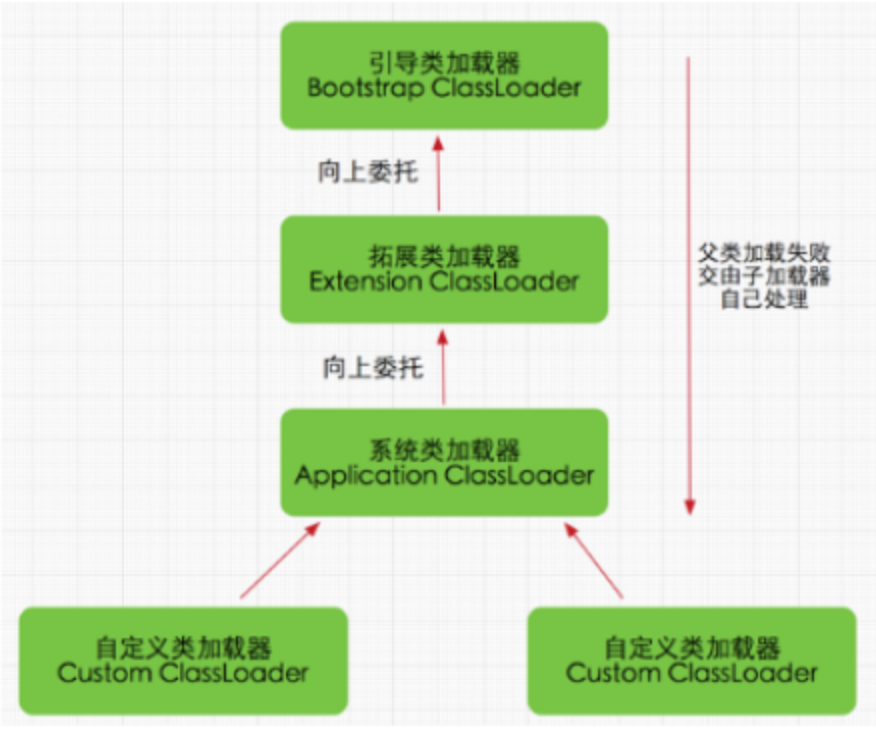 引导类加载器
Bootstrap ClassLoader
向上委托
拓展类加载器
Extension ClassLoader
父类加载失败
交由子加载器
自己处理
向上委托
系统类加载器
Application ClassLoader
自定义类加载器
Custom ClassLoader
自定义类加载器
Custom ClassLoader